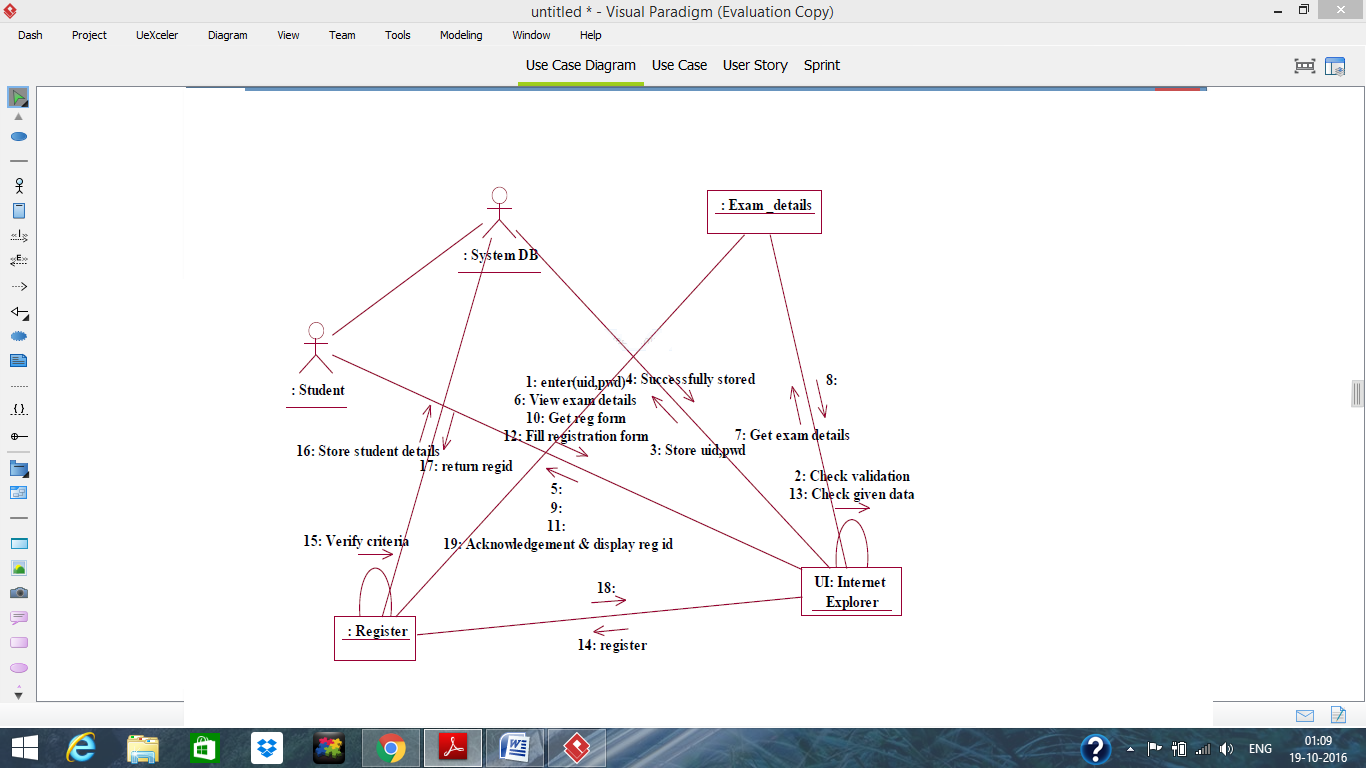 untitled * - Visual Paradigm (Evaluation Copy)
Dash Project UeXceler Diagram View Team Tools Modeling Window Help
Use Case Diagram Use Case User Story Sprint
: Exam_details
: System DB
: Student
1: enter(uid,pwd)
4: Successfully stored
8:
6: View exam details
10: Get reg form
12: Fill registration form
7: Get exam details
16: Store student details
3: Store uid,pwd
17: return regid
2: Check validation
5:
13: Check given data
9:
11:
15: Verify criteria
19: Acknowledgement & display reg id
UI: Internet
Explorer
18:
: Register
14: register
ENG
01:09
19-10-2016